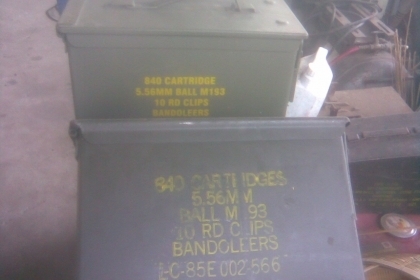 840 CARTRIDGE
5.56MM BALL M193
10 RD CLIPS
BANDOLEERS
840 CARTRIDGES
5.56MM
BALL M193
10 RD CLIPS
BANDOLEERS
LC-85E002-566